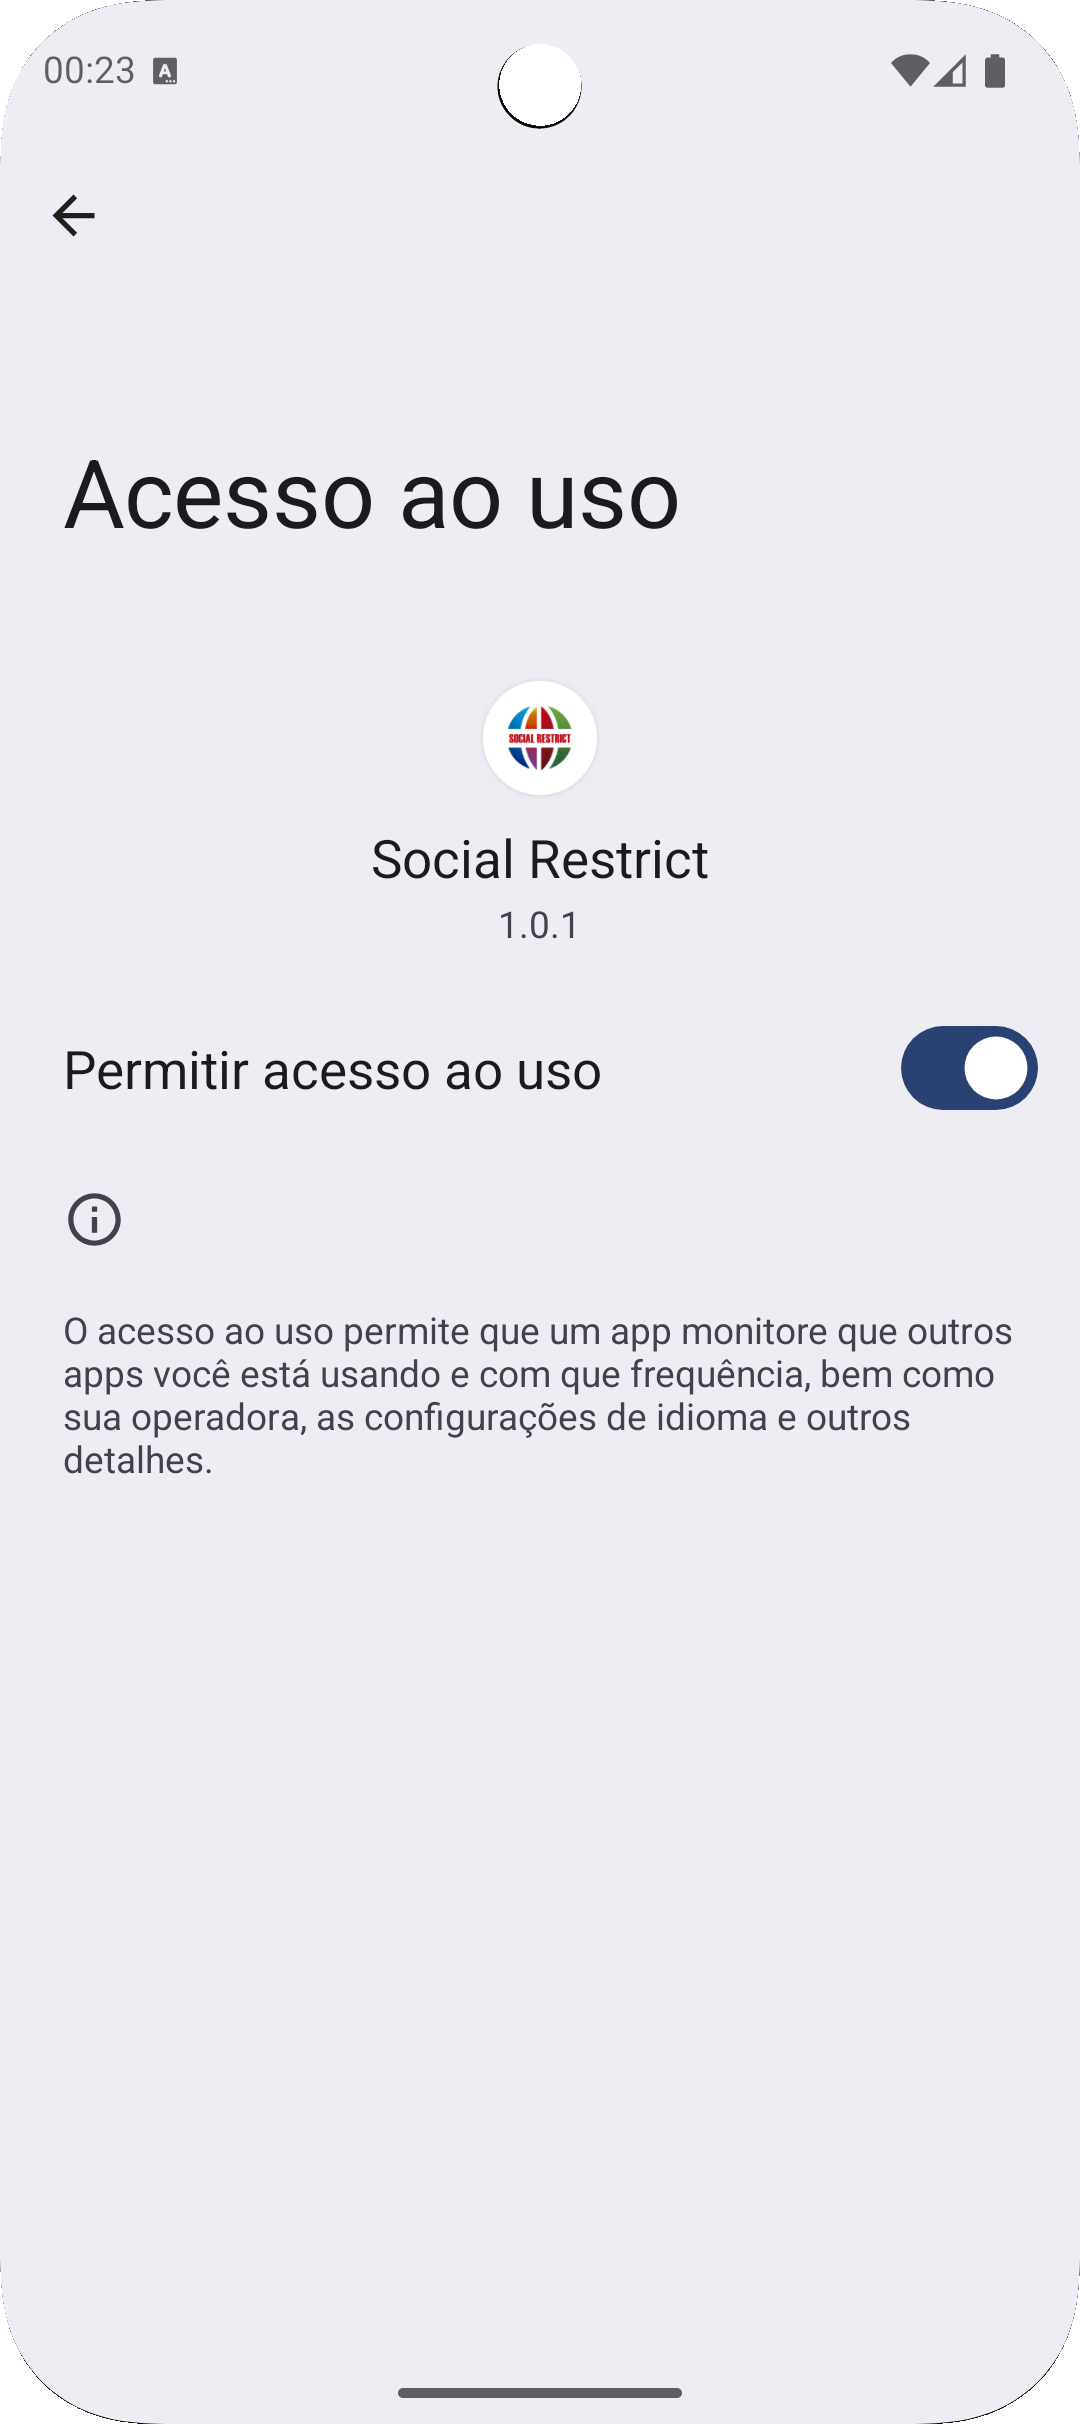 00:23
Acesso ao uso
SOCIAL RESTRICT
Social Restrict
1.0.1
Permitir acesso ao uso
O acesso ao uso permite que um app monitore que outros
apps você está usando e com que frequência, bem como
sua operadora, as configurações de idioma e outros
detalhes.